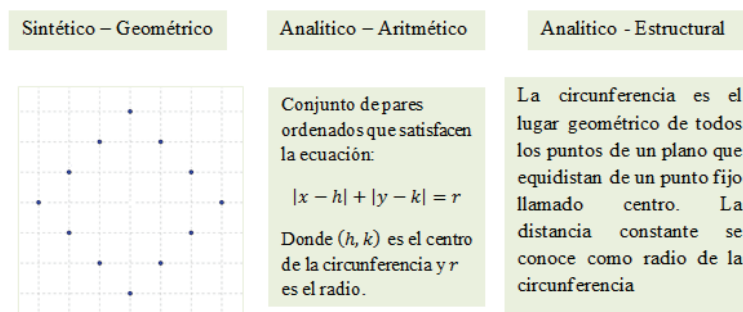 Sintético – Geométrico
Analítico – Aritmético
Analítico - Estructural
Conjunto de pares
ordenados que satisfacen
la ecuación:
|x − h| + |y − k| = r
Donde (h, k) es el centro
de la circunferencia y r
es el radio.
La circunferencia es el
lugar geométrico de todos
los puntos de un plano que
equidistan de un punto fijo
llamado centro. La
distancia constante se
conoce como radio de la
circunferencia